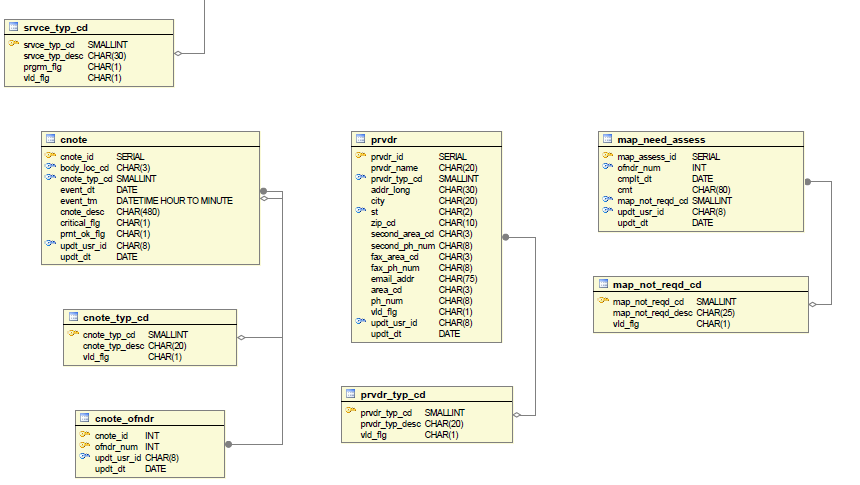 srvce_typ_cd
srvce_typ_cd SMALLINT
srvce_typ_desc CHAR(30)
prgrm_flg CHAR(1)
vld_flg CHAR(1)
cnote
cnote_id SERIAL
body_loc_cd CHAR(3)
cnote_typ_cd SMALLINT
event_dt DATE
event_tm DATETIME HOUR TO MINUTE
cnote_desc CHAR(480)
critical_flg CHAR(1)
prnt_ok_flg CHAR(1)
updt_usr_id CHAR(8)
updt_dt DATE
cnote_typ_cd
cnote_typ_cd SMALLINT
cnote_typ_desc CHAR(20)
vld_flg CHAR(1)
cnote_ofndr
cnote_id INT
ofndr_num INT
updt_usr_id CHAR(8)
updt_dt DATE
prvdr
prvdr_id SERIAL
prvdr_name CHAR(20)
prvdr_typ_cd SMALLINT
addr_long CHAR(30)
city CHAR(20)
st CHAR(2)
zip_cd CHAR(10)
second_area_cd CHAR(3)
second_ph_num CHAR(8)
fax_area_cd CHAR(3)
fax_ph_num CHAR(8)
email_addr CHAR(75)
area_cd CHAR(3)
ph_num CHAR(8)
vld_flg CHAR(1)
updt_usr_id CHAR(8)
updt_dt DATE
prvdr_typ_cd
prvdr_typ_cd SMALLINT
prvdr_typ_desc CHAR(20)
vld_flg CHAR(1)
map_need_assess
map_assess_id SERIAL
ofndr_num INT
cmplt_dt DATE
cmt CHAR(80)
map_not_reqd_cd SMALLINT
updt_usr_id CHAR(8)
updt_dt DATE
map_not_reqd_cd
map_not_reqd_cd SMALLINT
map_not_reqd_desc CHAR(25)
vld_flg CHAR(1)